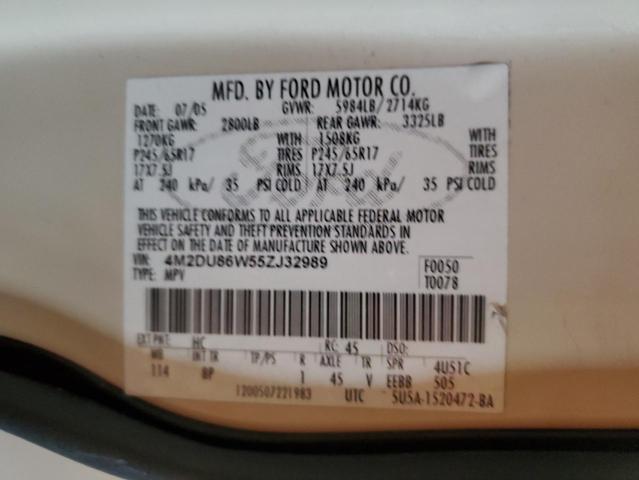 MFD. BY FORD MOTOR CO.
DATE: 07/05 GVWR: 5984LB/2714KG
FRONT GAWR: 2800LB REAR GAWR: 3325LB
1270KG WITH 1508KG WITH
P245/65R17 TIRES P245/65R17 TIRES
17X7.5J RIMS 17X7.5J RIMS
AT 240 kPa/ 35 PSI COLD AT 240 kPa/ 35 PSI COLD
THIS VEHICLE CONFORMS TO ALL APPLICABLE FEDERAL MOTOR
VEHICLE SAFETY AND THEFT PREVENTION STANDARDS IN
EFFECT ON THE DATE OF MANUFACTURE SHOWN ABOVE.
VIN: 4M2DU86W55ZJ32989 F0050
TYPE: MPV T0078
EXT PNT: HC RC: 45 DSO:
WB INT TR TP/PS R AXLE TR SPR 4U51C
114 BP 1 45 V EEBB 505
1200507221983 UTC 5U5A-1520472-BA